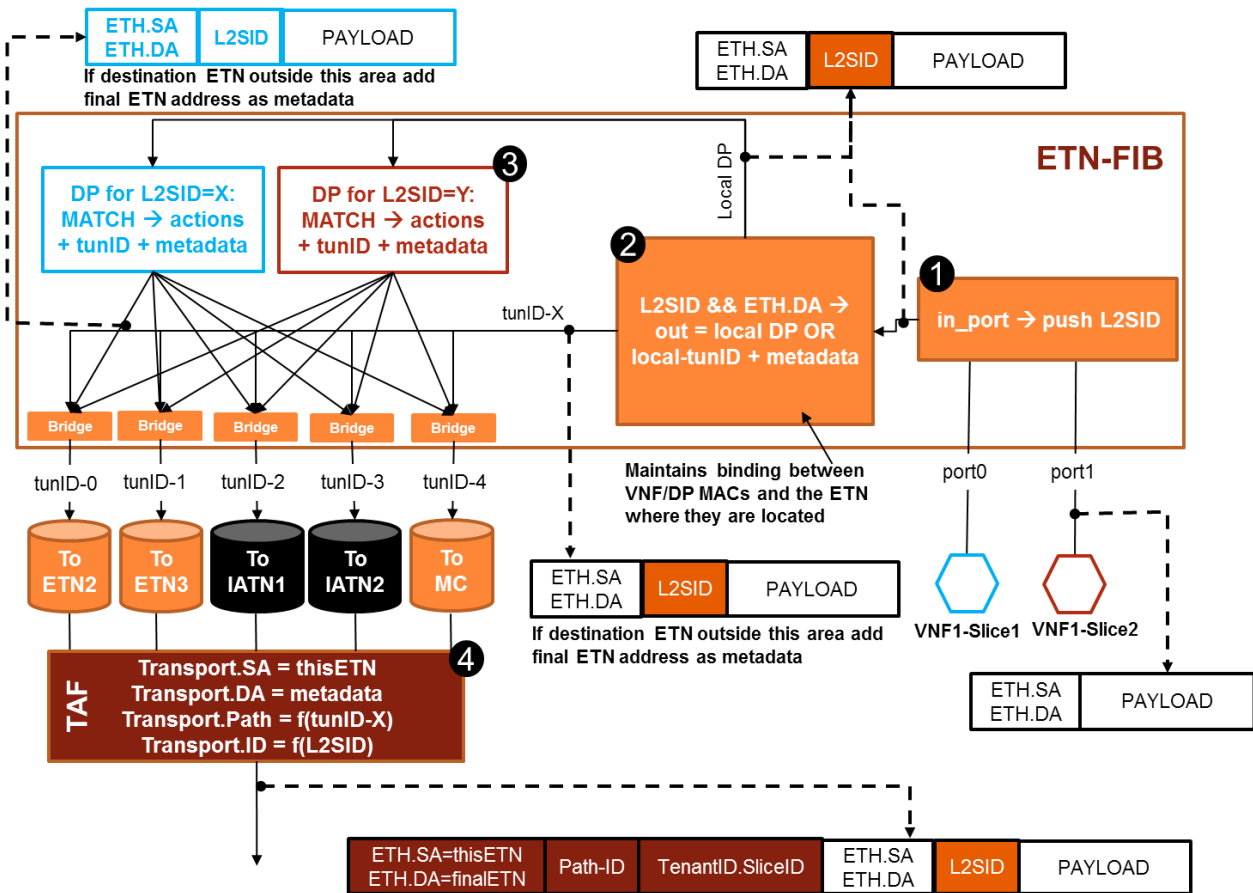 ETH.SA
ETH.DA
L2SID
PAYLOAD
If destination ETN outside this area add
final ETN address as metadata
ETH.SA
ETH.DA
L2SID
PAYLOAD
ETN-FIB
3
DP for L2SID=X:
MATCH → actions
+ tunID + metadata
DP for L2SID=Y:
MATCH → actions
+ tunID + metadata
Local DP
2
L2SID && ETH.DA →
out = local DP OR
local-tunID + metadata
1
in_port → push L2SID
tunID-X
Bridge
Bridge
Bridge
Bridge
Bridge
Maintains binding between
VNF/DP MACs and the ETN
where they are located
tunID-0
tunID-1
tunID-2
tunID-3
tunID-4
port0
port1
To
ETN2
To
ETN3
To
IATN1
To
IATN2
To
MC
ETH.SA
ETH.DA
L2SID
PAYLOAD
If destination ETN outside this area add
final ETN address as metadata
VNF1-Slice1
VNF1-Slice2
4
TAF
Transport.SA = thisETN
Transport.DA = metadata
Transport.Path = f(tunID-X)
Transport.ID = f(L2SID)
ETH.SA
ETH.DA
PAYLOAD
ETH.SA=thisETN
ETH.DA=finalETN
Path-ID
TenantID.SliceID
ETH.SA
ETH.DA
L2SID
PAYLOAD